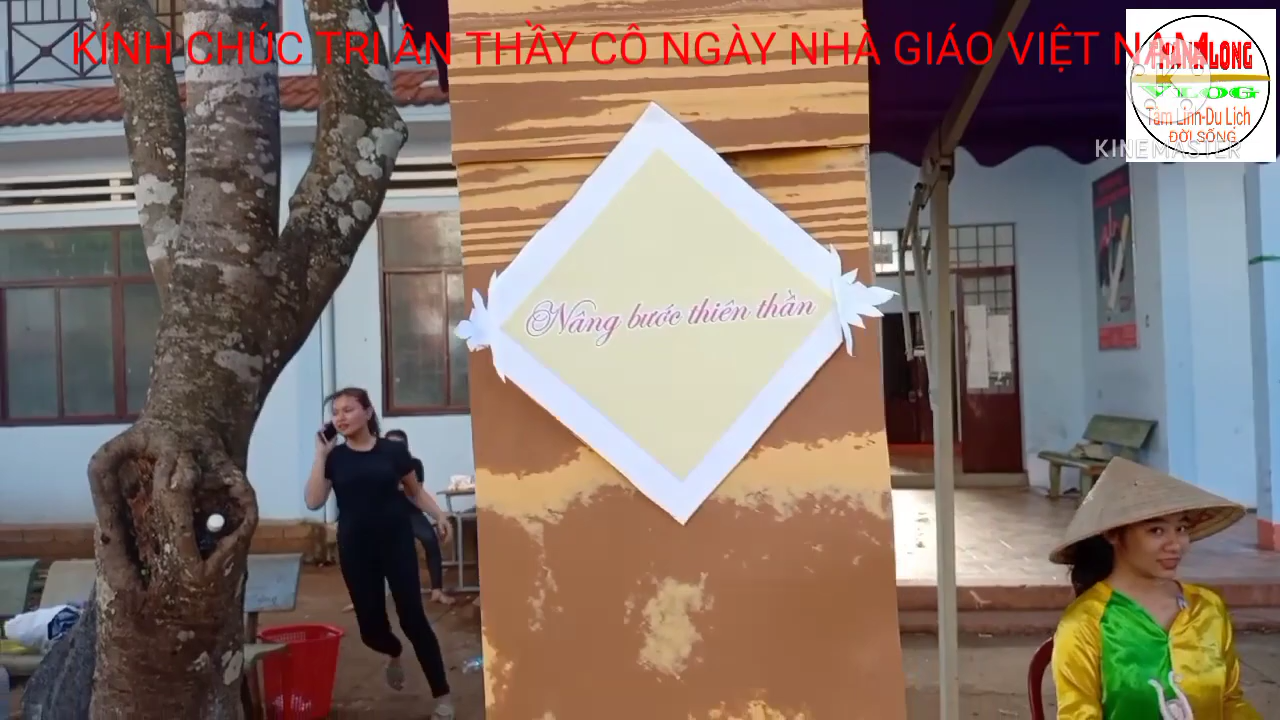 KÍNH CHÚC TRI ÂN THẦY CÔ NGÀY NHÀ GIÁO VIỆT NAM
LONG
VLOG
Tâm Linh-Du Lịch
ĐỜI SỐNG
KINEMASTER
Nâng bước thiên thần